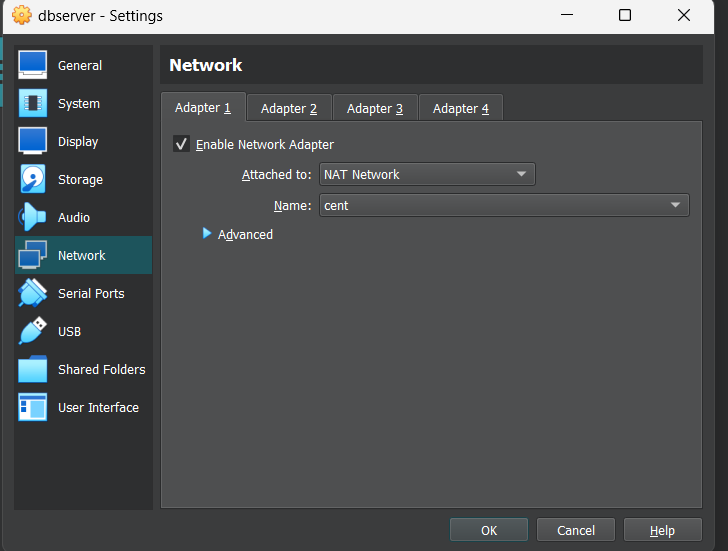 dbserver - Settings
General
System
Display
Storage
Audio
Network
Serial Ports
USB
Shared Folders
User Interface
Network
Adapter 1 Adapter 2 Adapter 3 Adapter 4
Enable Network Adapter
Attached to: NAT Network
Name: cent
Advanced
OK Cancel Help